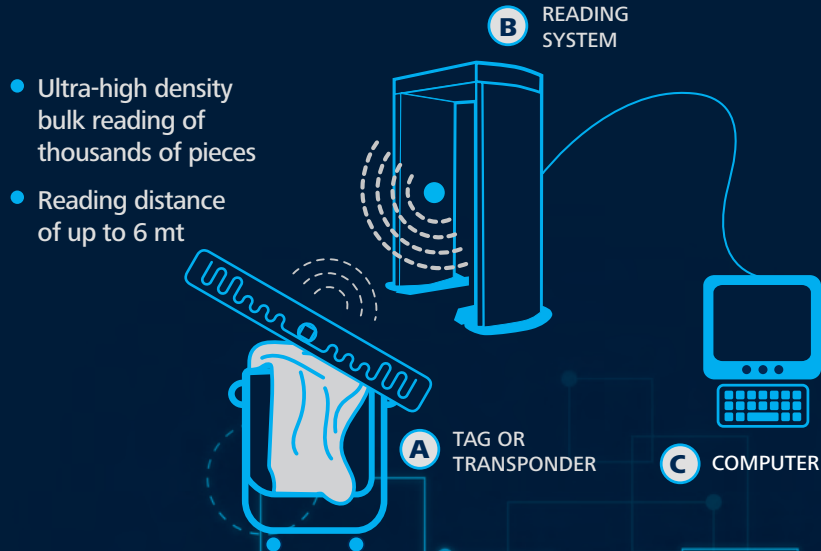 B READING
SYSTEM
Ultra-high density
bulk reading of
thousands of pieces
Reading distance
of up to 6 mt
A TAG OR
TRANSPONDER
C COMPUTER